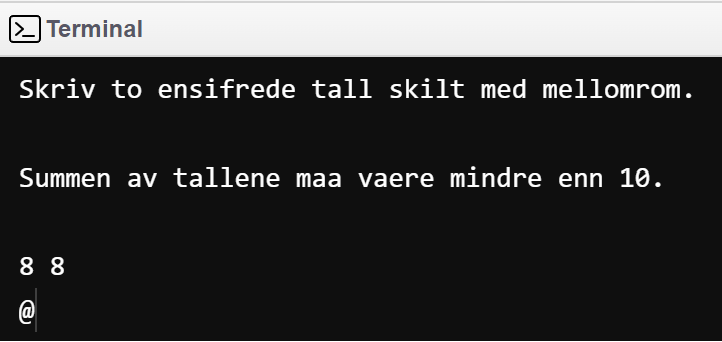 Terminal
Skriv to ensifrede tall skilt med mellomrom.
Summen av tallene maa vaere mindre enn 10.
8 8
@